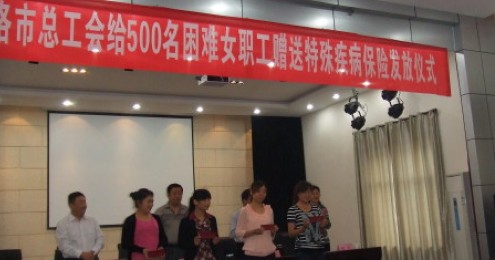 洛市总工会给500名困难女职工赠送特殊疾病保险发放仪式